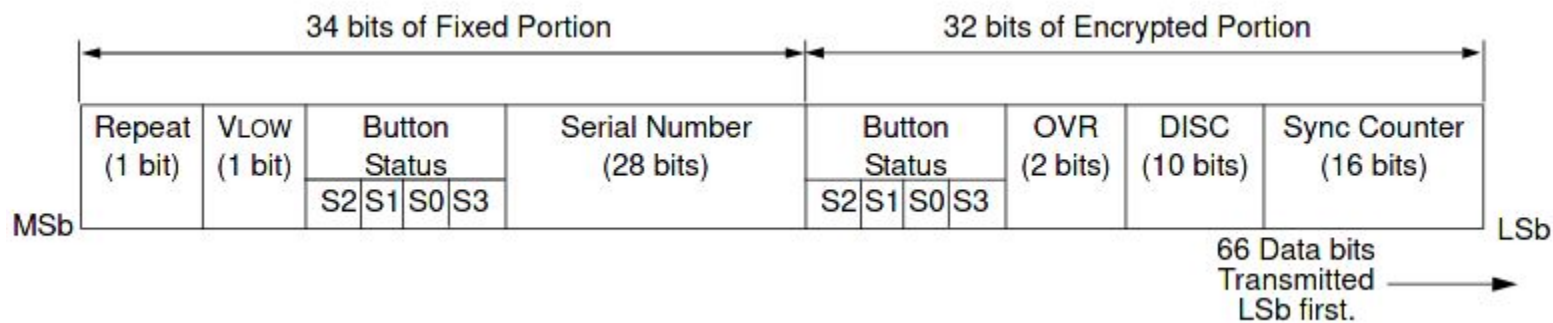 34 bits of Fixed Portion
32 bits of Encrypted Portion
Repeat
(1 bit)
VLOW
(1 bit)
Button
Status
S2 S1 S0 S3
Serial Number
(28 bits)
Button
Status
S2 S1 S0 S3
OVR
(2 bits)
DISC
(10 bits)
Sync Counter
(16 bits)
MSb
LSb
66 Data bits
Transmitted
LSb first.